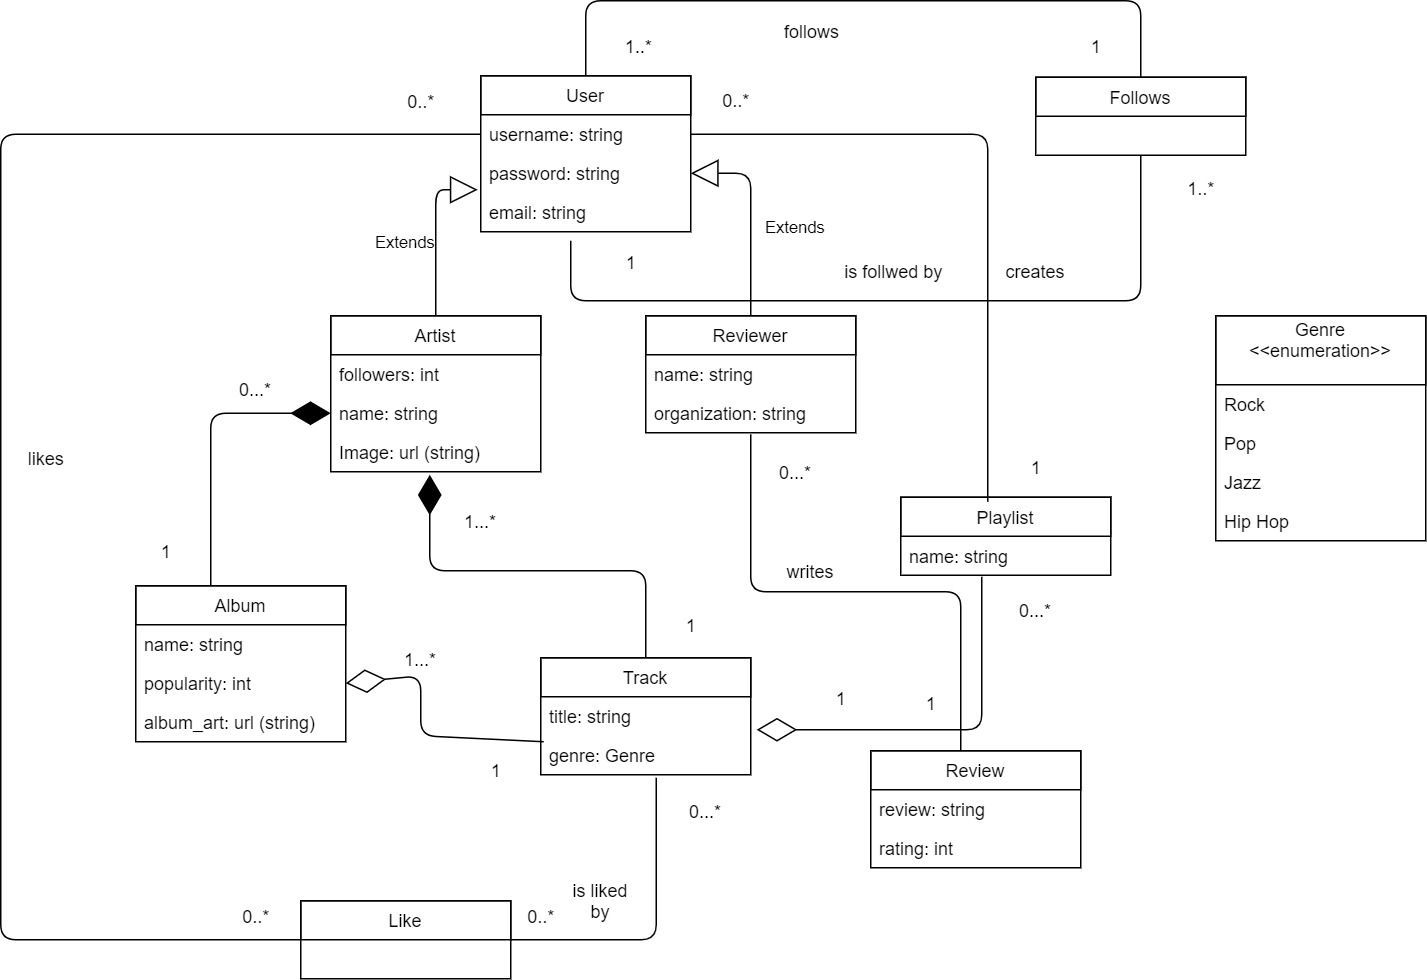 follows
1..*
1
User
Follows
0..*
0..*
username: string
password: string
email: string
1..*
Extends
Extends
1
is follwed by
creates
Artist
followers: int
name: string
Image: url (string)
Reviewer
name: string
organization: string
Genre
<<enumeration>>
Rock
Pop
Jazz
Hip Hop
0...*
likes
0...*
1
1...*
Playlist
name: string
1
writes
Album
name: string
popularity: int
album_art: url (string)
0...*
1
1...*
Track
title: string
genre: Genre
1
1
1
0...*
Review
review: string
rating: int
is liked
by
0..*
Like
0..*